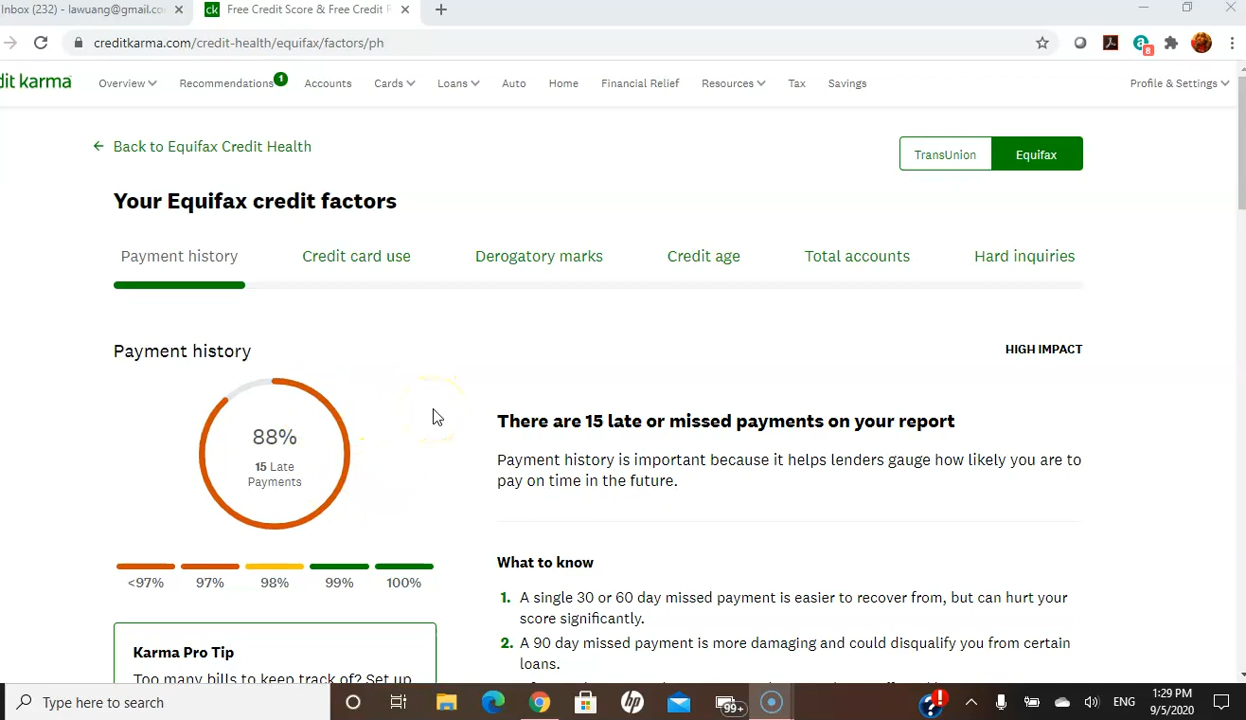 Inbox (232) - lawuang@gmail.co
Free Credit Score & Free Credit R
creditkarma.com/credit-health/equifax/factors/ph
8
dit karma
Overview
Recommendations 1
Accounts
Cards
Loans
Auto
Home
Financial Relief
Resources
Tax
Savings
Profile & Settings
← Back to Equifax Credit Health
TransUnion
Equifax
Your Equifax credit factors
Payment history
Credit card use
Derogatory marks
Credit age
Total accounts
Hard inquiries
Payment history
HIGH IMPACT
88%
15 Late
Payments
<97%
97%
98%
99%
100%
Karma Pro Tip
Too many bills to keep track of? Set up
There are 15 late or missed payments on your report
Payment history is important because it helps lenders gauge how likely you are to
pay on time in the future.
What to know
1. A single 30 or 60 day missed payment is easier to recover from, but can hurt your
score significantly.
2. A 90 day missed payment is more damaging and could disqualify you from certain
loans.
Type here to search
99+
ENG
1:29 PM
9/5/2020